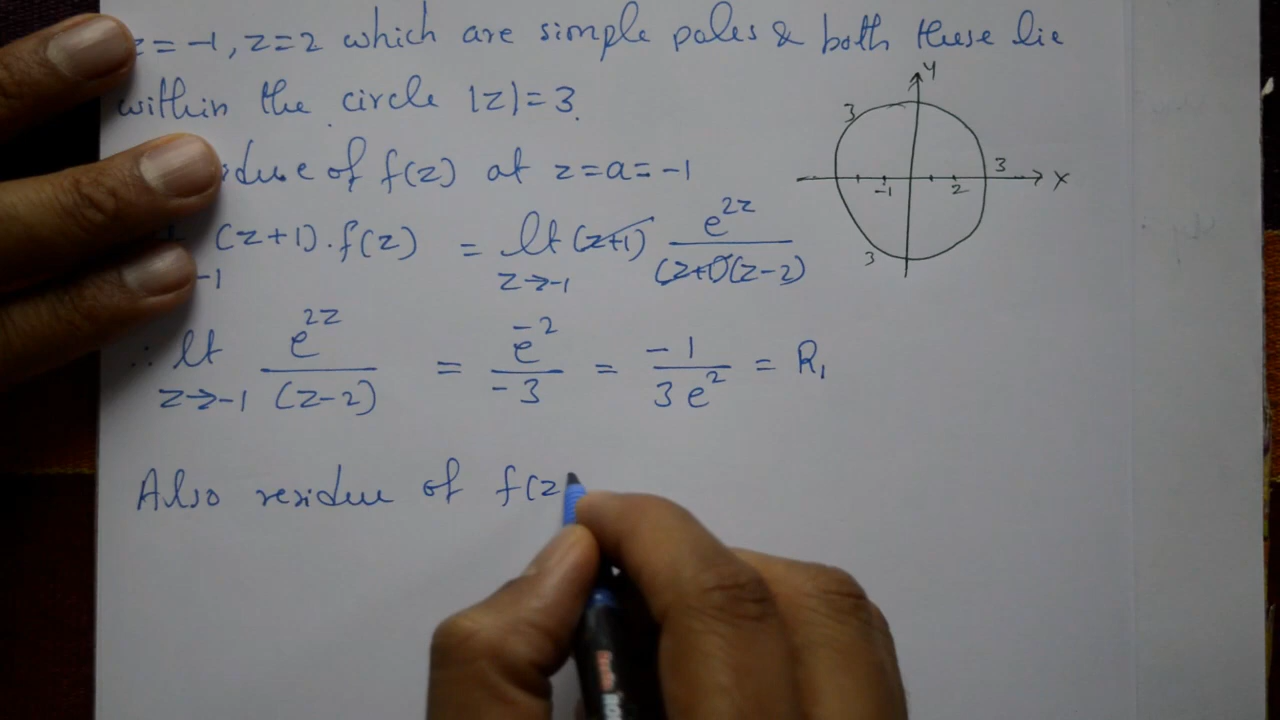 z = -1, z = 2 which are simple poles & both these lie
within the circle |z| = 3.
of f(z) at z = a = -1
(z+1) . f(z) = lt z→-1 (z+1) e^2z / (z+1)(z-2)
-1
∴ lt z→-1 e^2z / (z-2) = e^-2 / -3 = -1 / 3e^2 = R1
Also residue of f(z
Y
3
3
-1 2 X
3